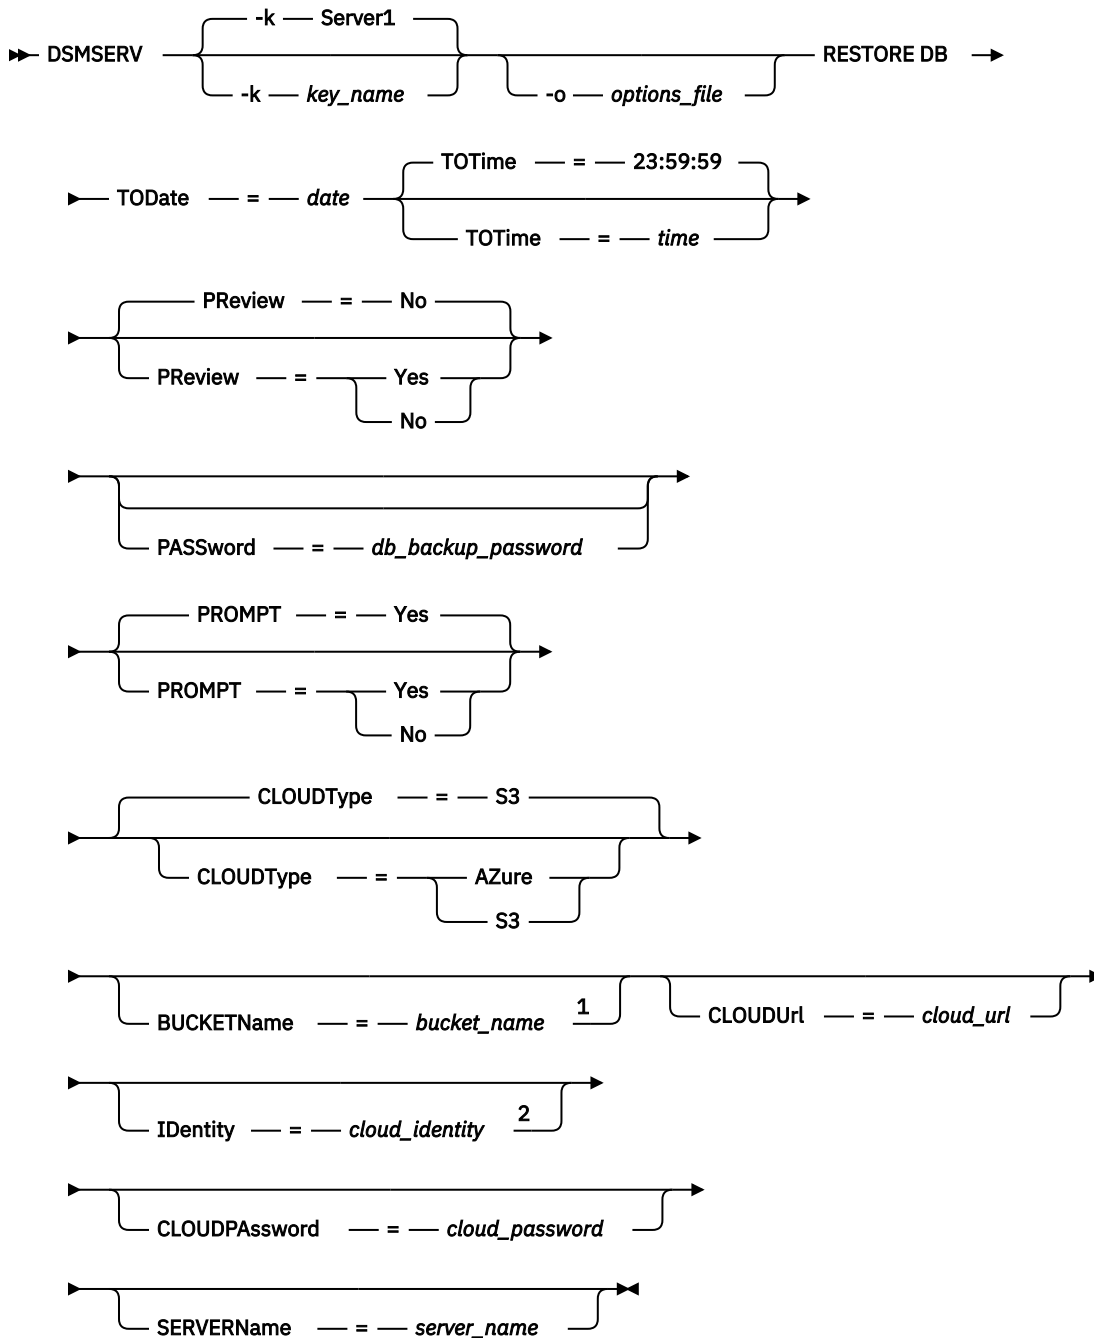 -k Server1
DSMSERV RESTORE DB
-k key_name -o options_file
TOTime = 23:59:59
TODate = date
TOTime = time
PReview = No
PReview = Yes
No
PASSword = db_backup_password
PROMPT = Yes
PROMPT = Yes
No
CLOUDType = S3
CLOUDType = AZure
S3
BUCKETName = bucket_name 1 CLOUDUrl = cloud_url
IDentity = cloud_identity 2
CLOUDPAssword = cloud_password
SERVERName = server_name